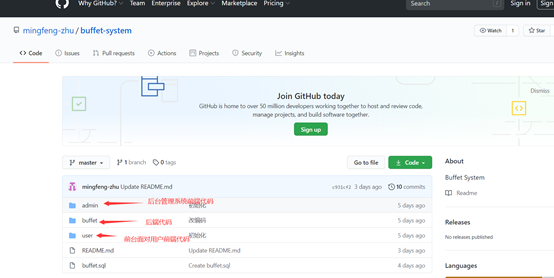 Why GitHub? Team Enterprise Explore Marketplace Pricing Search / Sign in Sign
mingfeng-zhu / buffet-system
Watch 1 Star
Code Issues Pull requests Actions Projects Security Insights
Dismiss
Join GitHub today
GitHub is home to over 50 million developers working together to host and review code,
manage projects, and build software together.
Sign up
master 1 branch 0 tags Go to file Code
About
Buffet System
Readme
Releases
No releases published
Languages
mingfeng-zhu Update README.md 3 days ago 10 commits
admin 后台管理系统前端代码 初始化 5 days ago
buffet 后端代码 改编码 5 days ago
user 前台面对用户前端代码 初始化 5 days ago
README.md Update README.md 3 days ago
buffet.sql Create buffet.sql 4 days ago